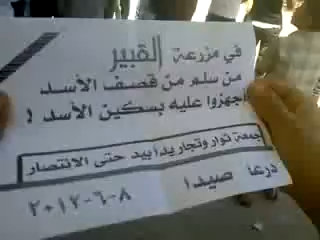 في مزرعة القبير
من سلم من قصف الأسد
أجهزوا عليه بسكين الأسد !
جمعة ثوار وتجار يدا بيد حتى الانتصار
درعا صيدا
٨-٦-٢٠١٢